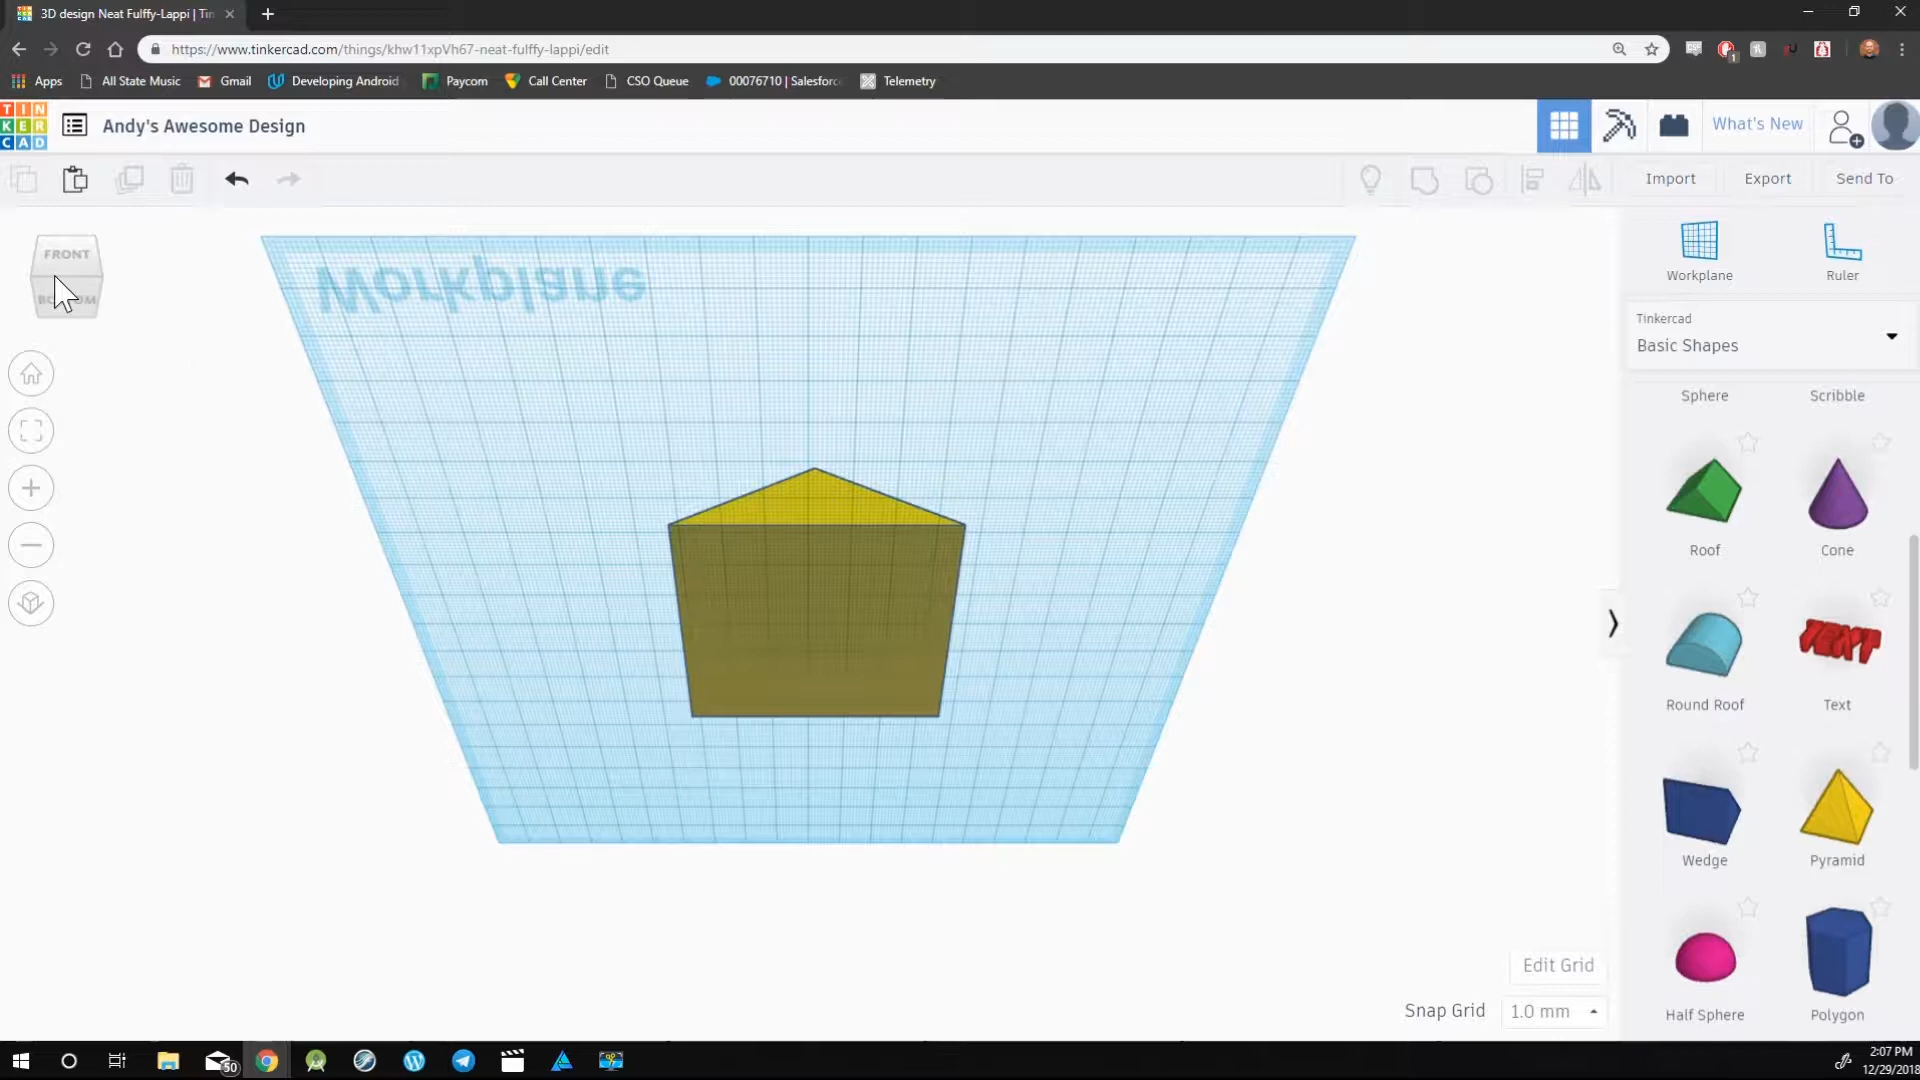 3D design Neat Fulffy-Lappi | Tin
https://www.tinkercad.com/things/khw11xpVh67-neat-fulffy-lappi/edit
Apps All State Music Gmail Developing Android Paycom Call Center CSO Queue 00076710 | Salesforc Telemetry
TIN
KER
CAD
Andy's Awesome Design
What's New
Import Export Send To
FRONT
Workplane
Workplane Ruler
Tinkercad
Basic Shapes
Sphere Scribble
Roof Cone
TEXT
Round Roof Text
Wedge Pyramid
Half Sphere Polygon
Edit Grid
Snap Grid 1.0 mm
50
2:07 PM
12/29/2018